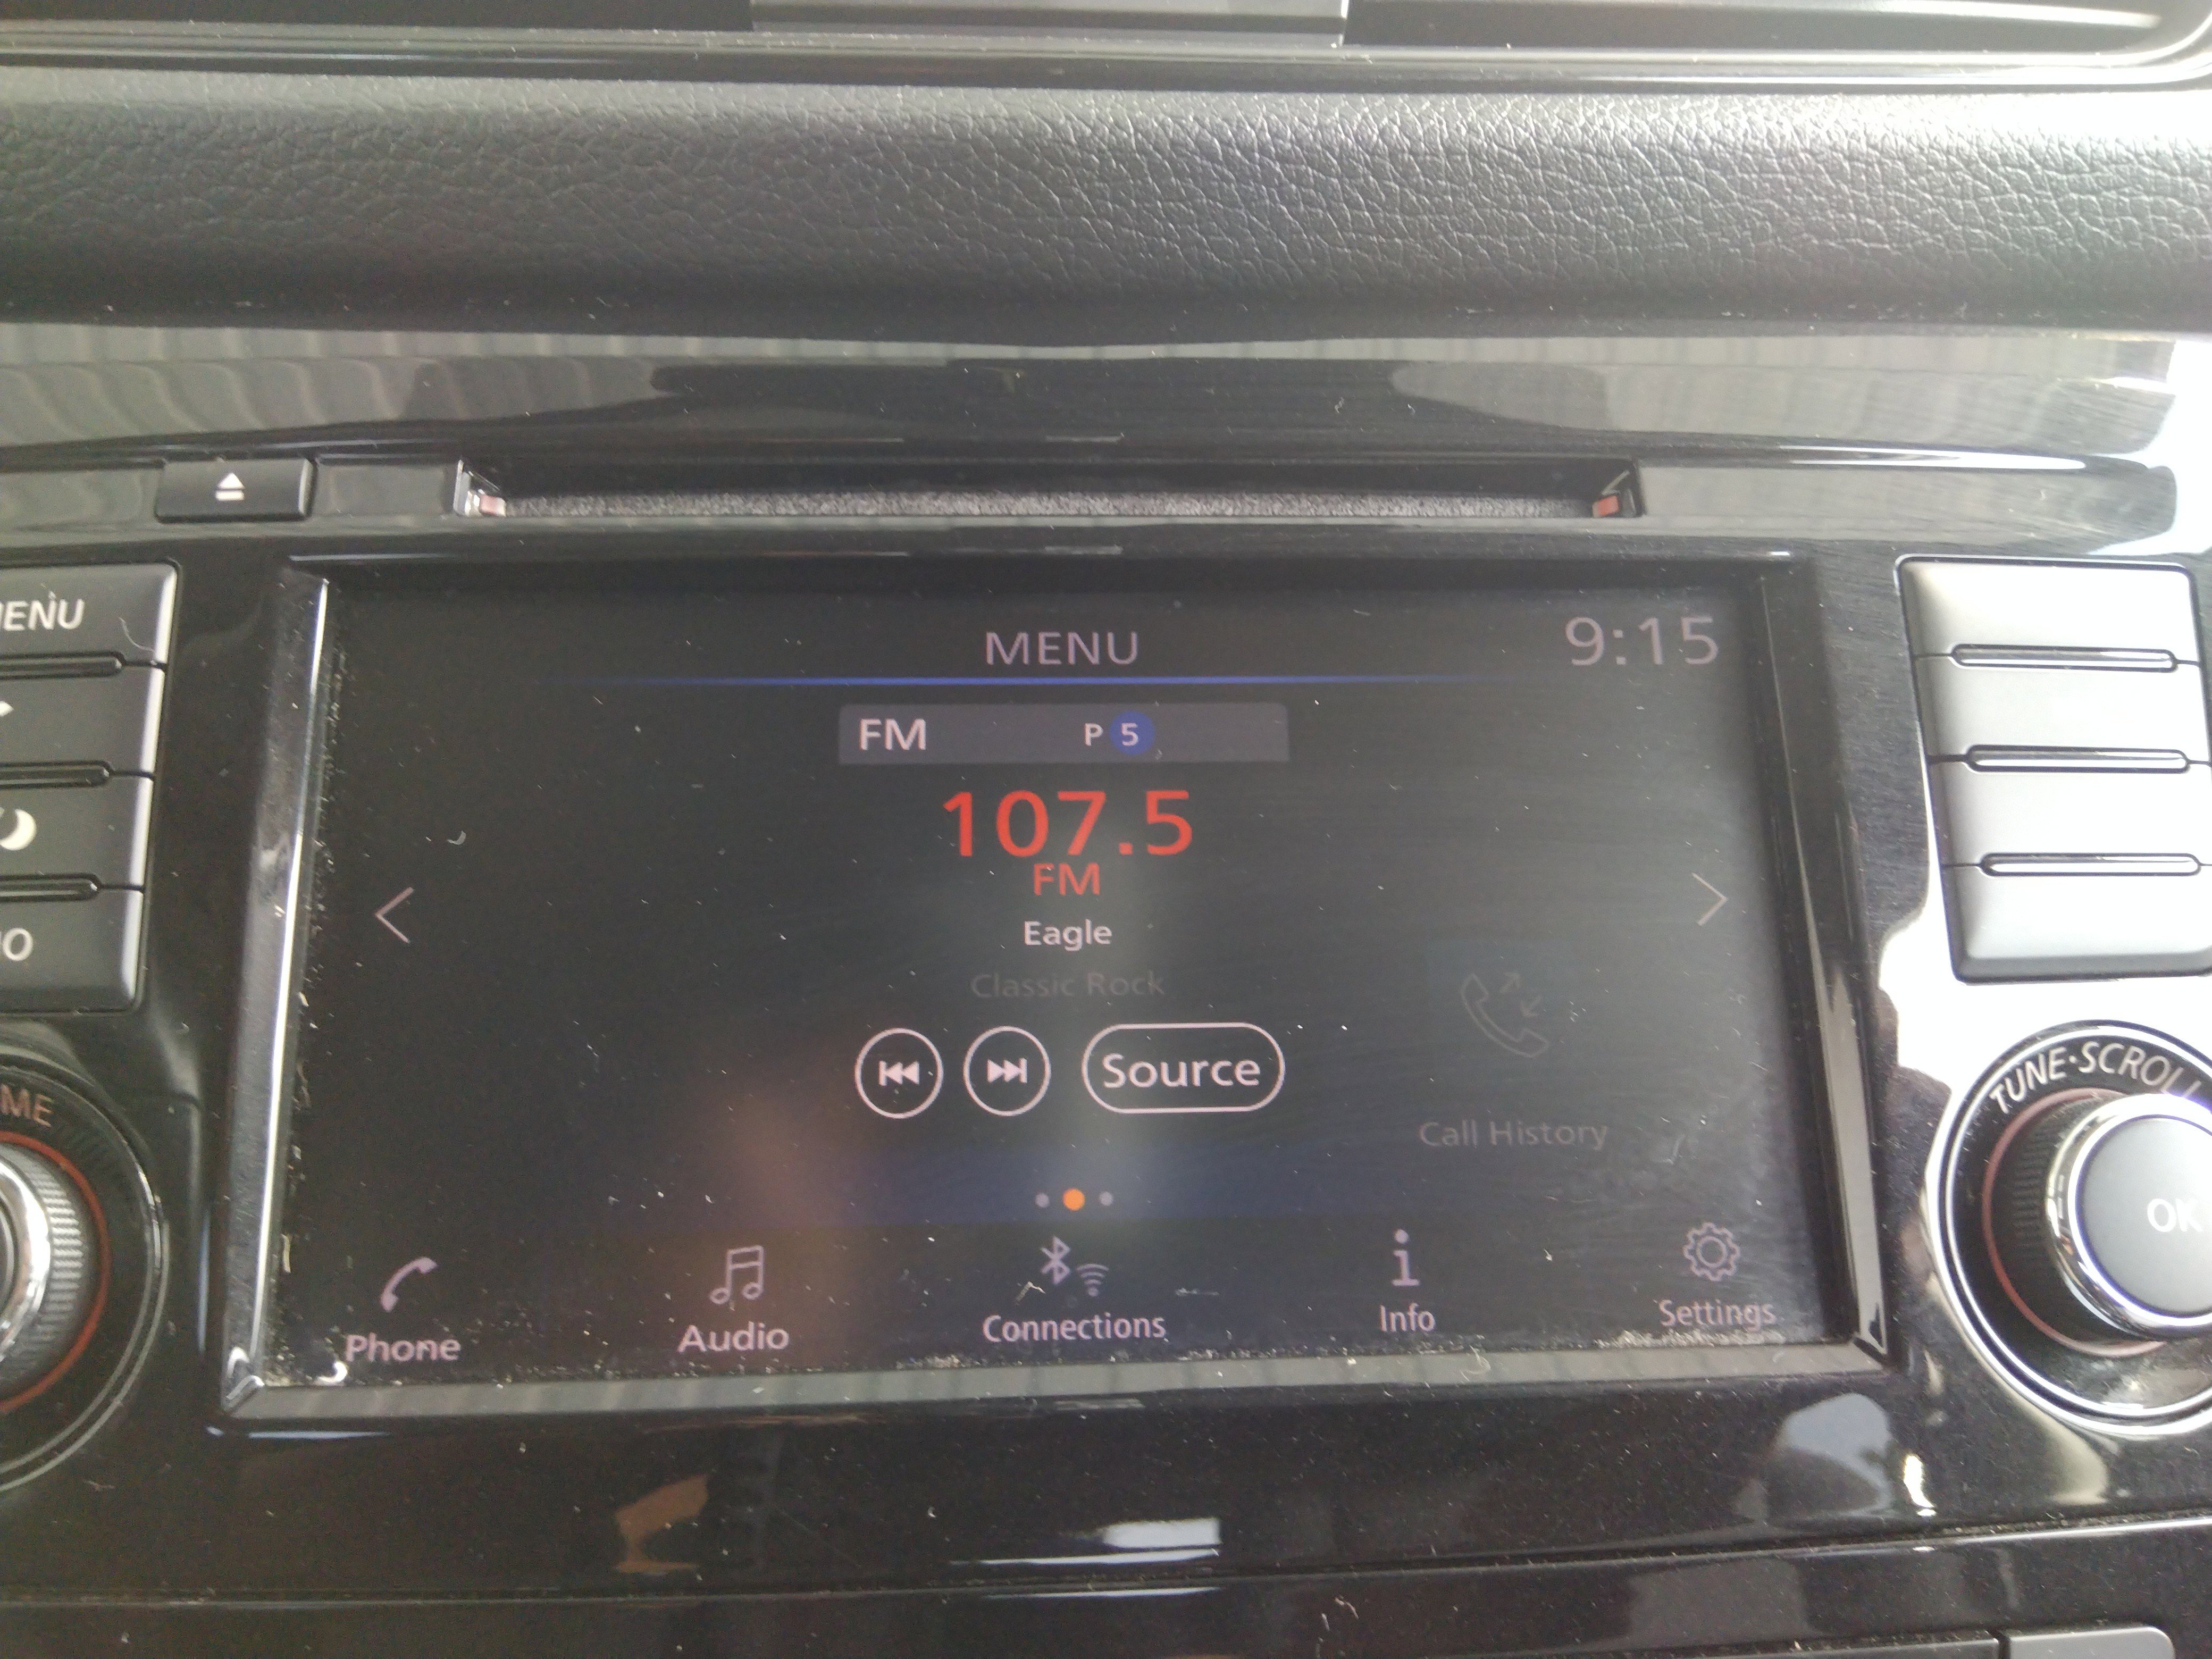 MENU 9:15
FM P 5
107.5
FM
Eagle
Classic Rock
Source
Call History
Phone Audio Connections Info Settings
TUNE·SCROLL
OK